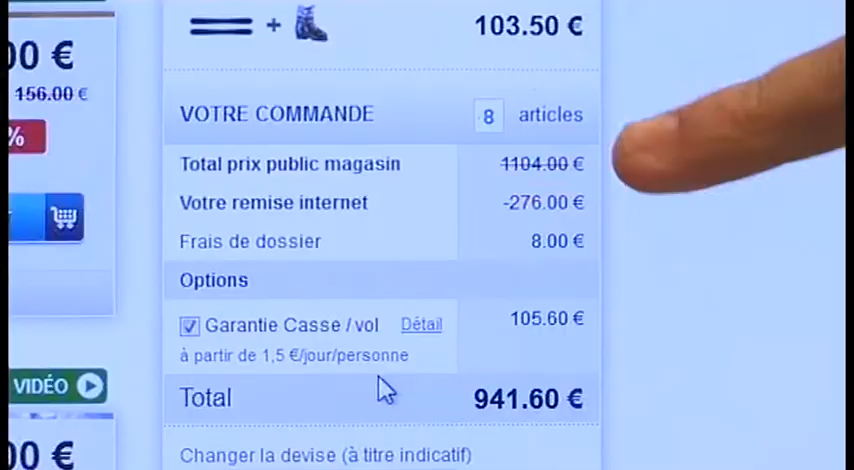 103.50 €
00 €
156.00 €
%
VOTRE COMMANDE 8 articles
Total prix public magasin 1104.00 €
Votre remise internet -276.00 €
Frais de dossier 8.00 €
Options
Garantie Casse / vol Détail 105.60 €
à partir de 1,5 €/jour/personne
VIDÉO
Total 941.60 €
00 €
Changer la devise (à titre indicatif)